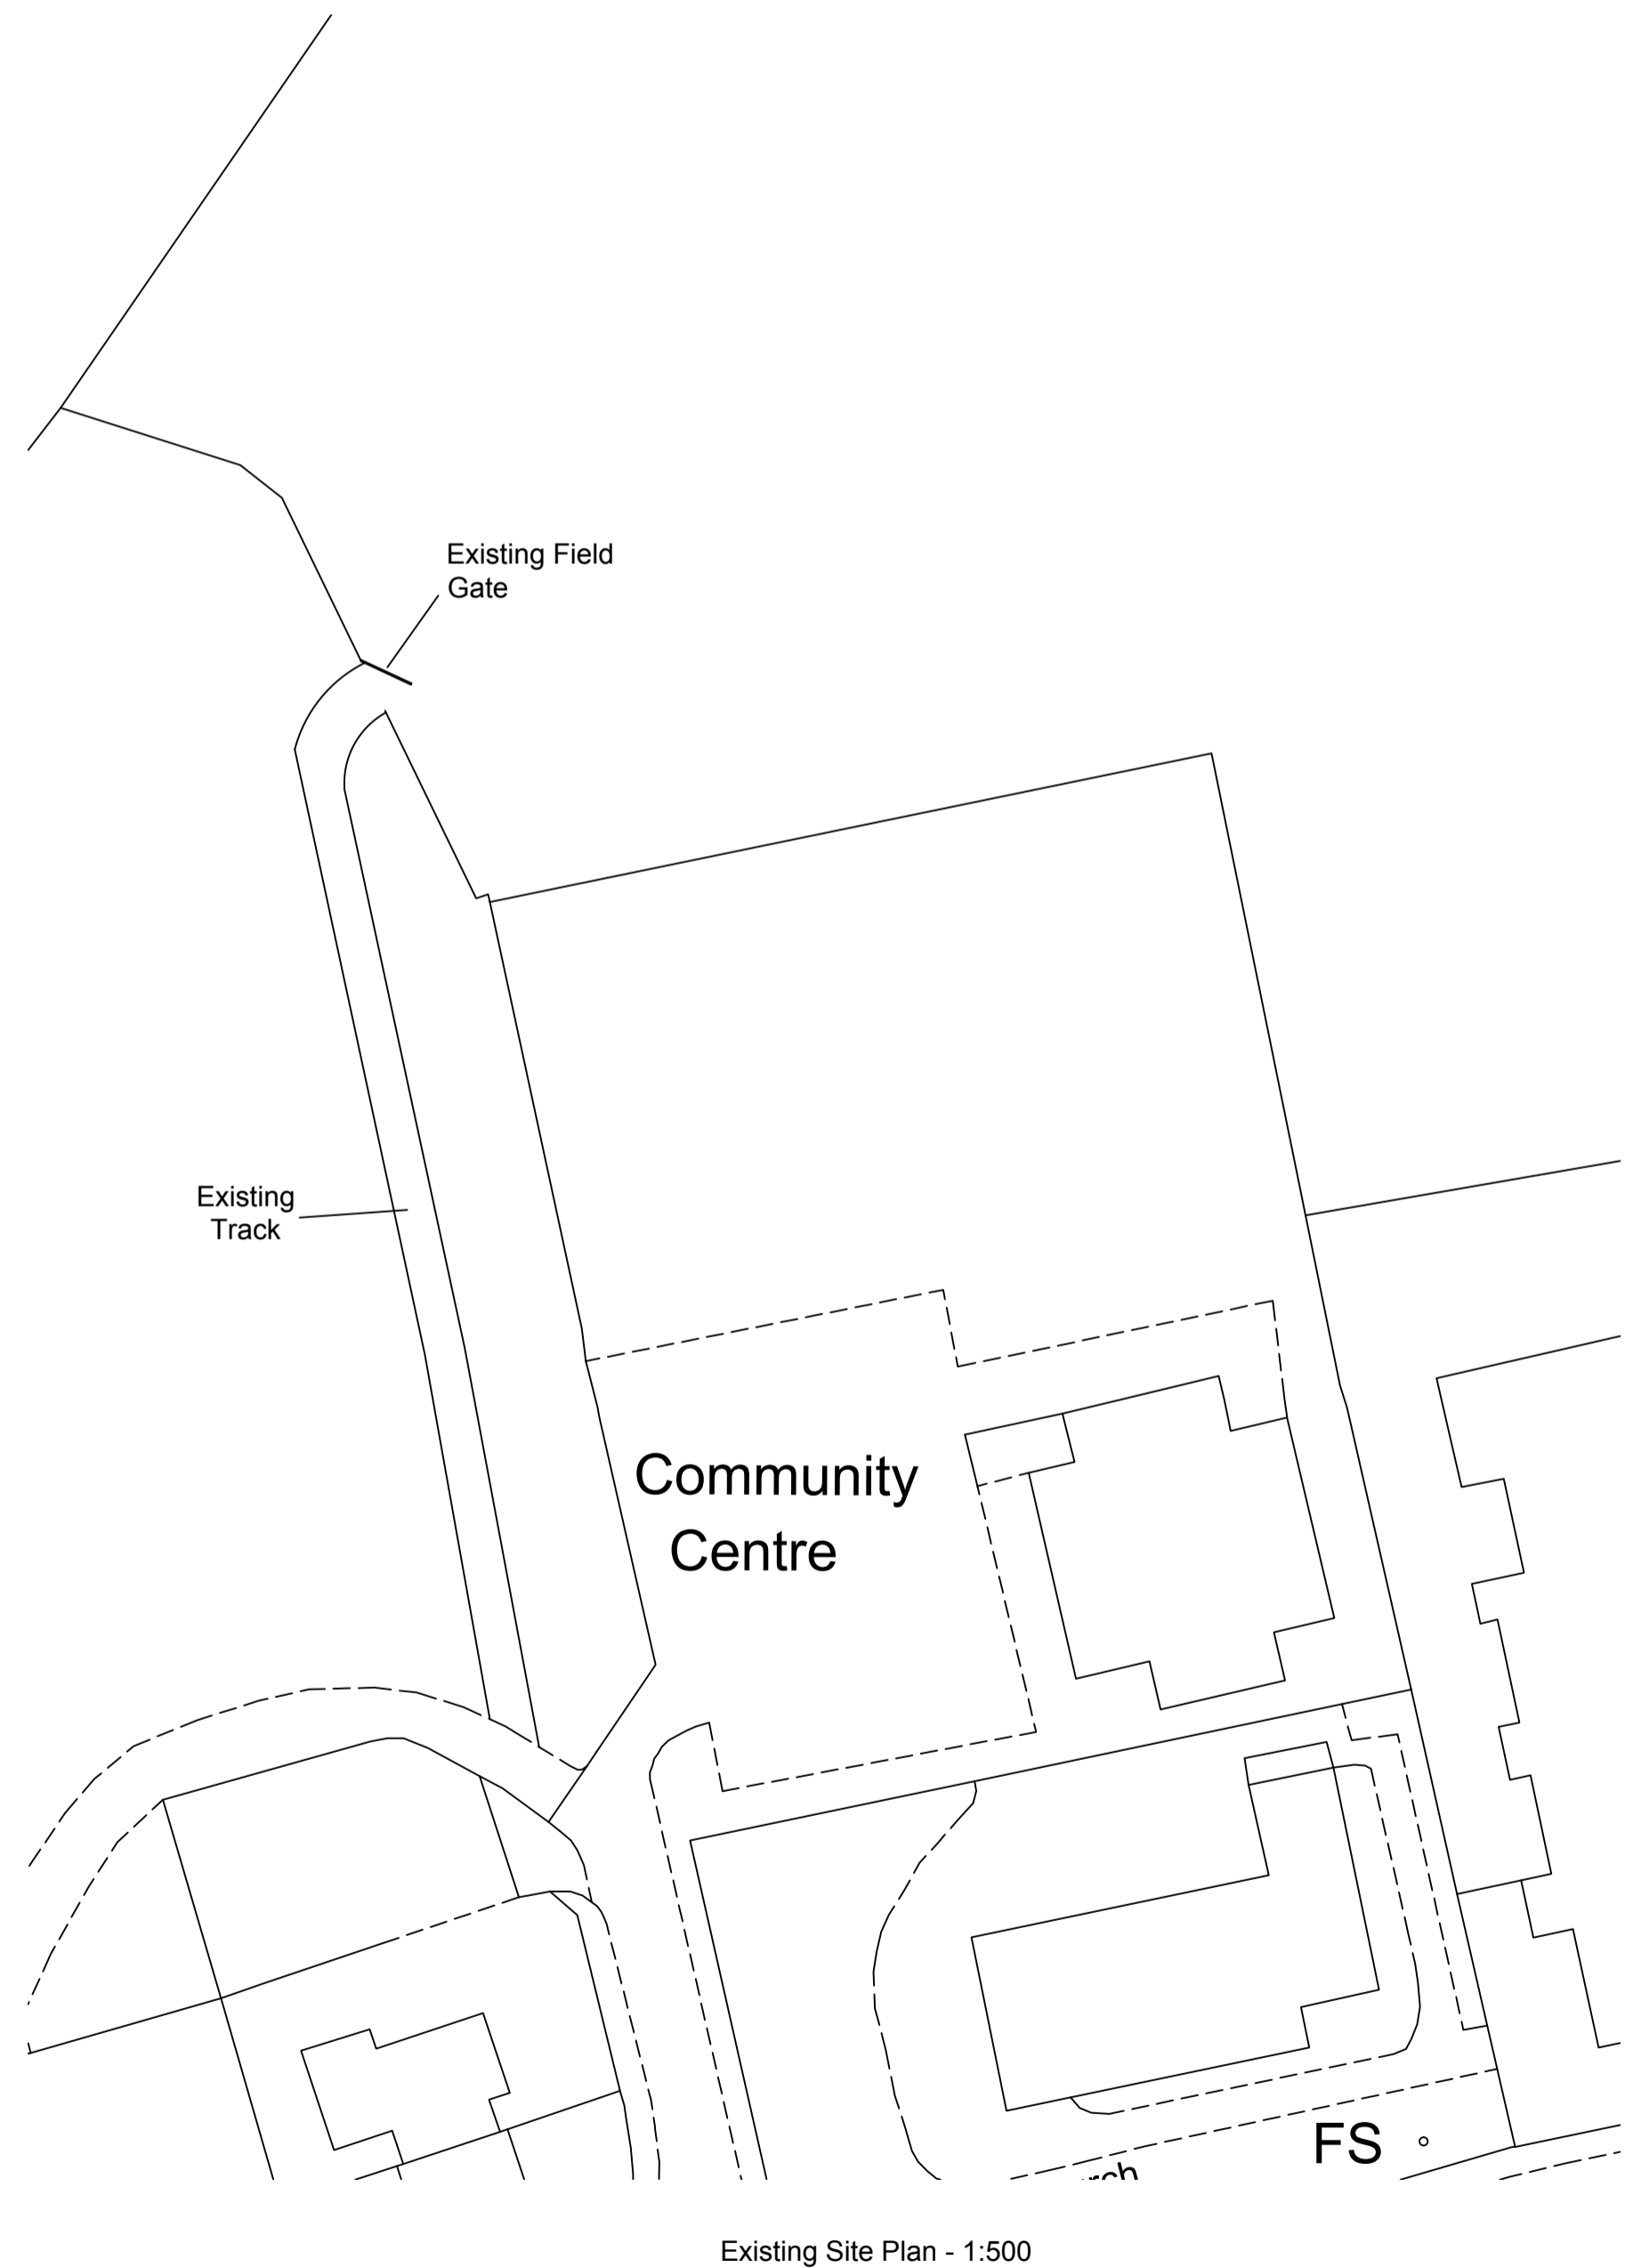 Existing Field
Gate
Existing
Track
Community
Centre
FS
Existing Site Plan - 1:500